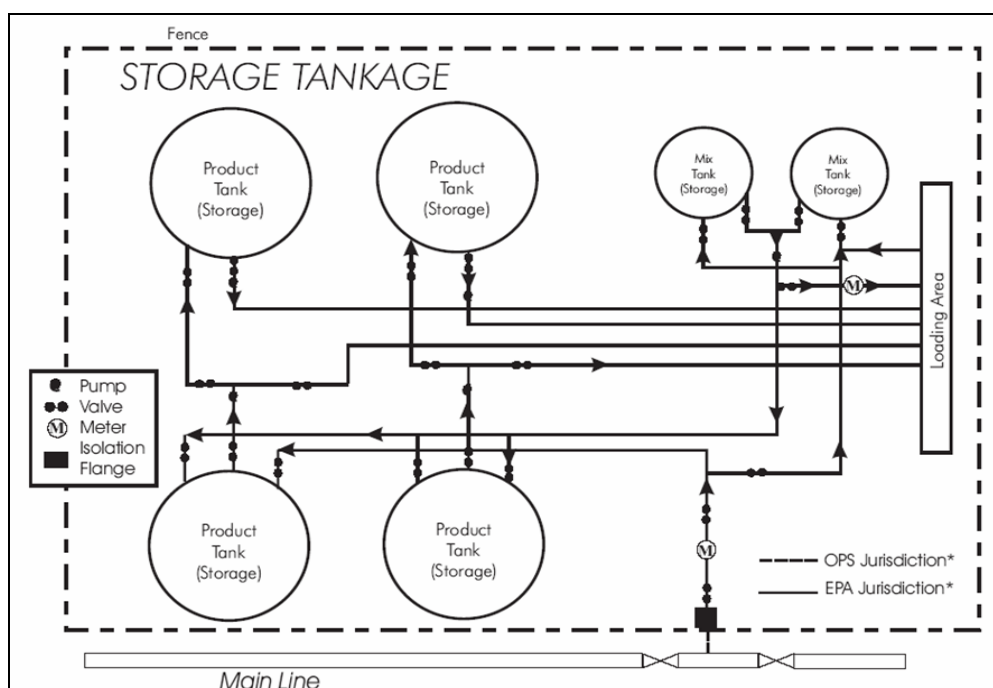 Fence
STORAGE TANKAGE
Product
Tank
(Storage)
Product
Tank
(Storage)
Mix
Tank
(Storage)
Mix
Tank
(Storage)
M
Loading Area
Pump
Valve
M Meter
Isolation
Flange
Product
Tank
(Storage)
Product
Tank
(Storage)
M
OPS Jurisdiction*
EPA Jurisdiction*
Main Line